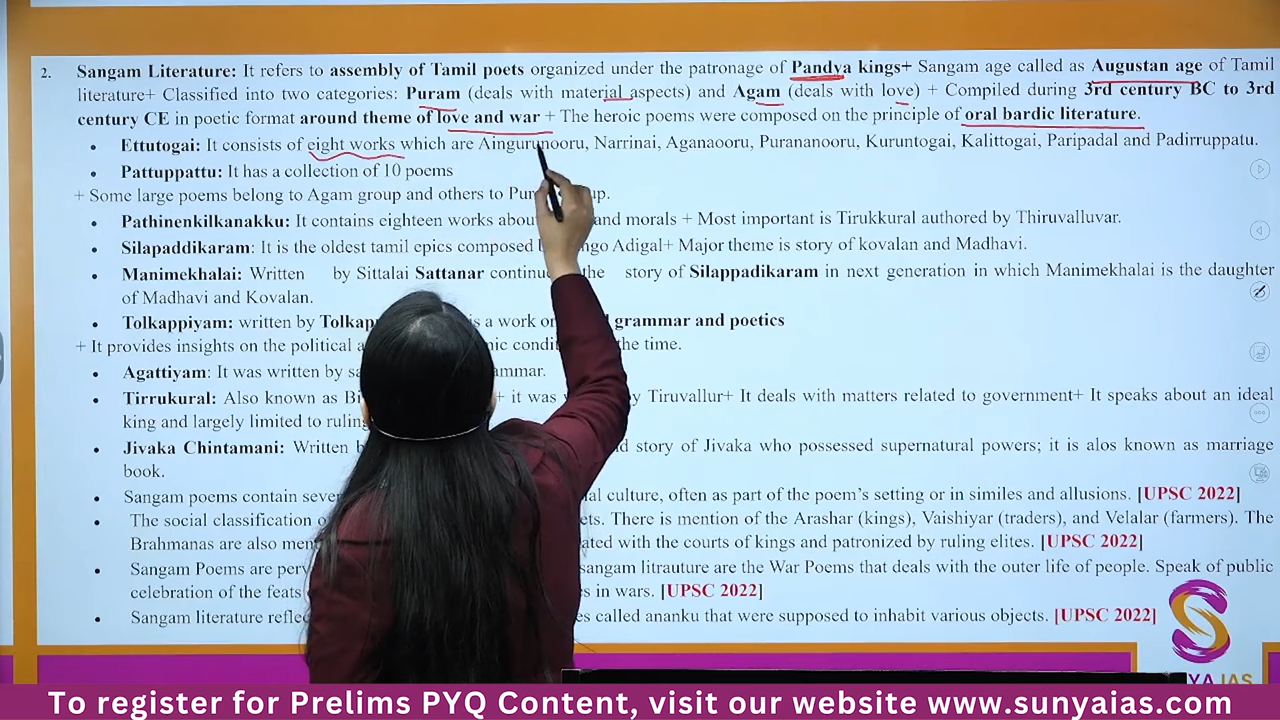 2. Sangam Literature: It refers to assembly of Tamil poets organized under the patronage of Pandya kings+ Sangam age called as Augustan age of Tamil
literature+ Classified into two categories: Puram (deals with material aspects) and Agam (deals with love) + Compiled during 3rd century BC to 3rd
century CE in poetic format around theme of love and war + The heroic poems were composed on the principle of oral bardic literature.
• Ettutogai: It consists of eight works which are Aingurunooru, Narrinai, Aganaooru, Purananooru, Kuruntogai, Kalittogai, Paripadal and Padirruppatu.
• Pattuppattu: It has a collection of 10 poems
+ Some large poems belong to Agam group and others to
• Pathinenkilkanakku: It contains eighteen works and morals + Most important is Tirukkural authored by Thiruvalluvar.
• Silapaddikaram: It is the oldest tamil epics composed Adigal+ Major theme is story of kovalan and Madhavi.
• Manimekhalai: Written by Sittalai Sattanar the story of Silappadikaram in next generation in which Manimekhalai is the daughter
of Madhavi and Kovalan.
• Tolkappiyam: written by is a work grammar and poetics
+ It provides insights on the political the time.
• Agattiyam: It was written by
• Tirrukural: Also known as + it was Tiruvallur+ It deals with matters related to government+ It speaks about an ideal
king and largely limited to
• Jivaka Chintamani: Written story of Jivaka who possessed supernatural powers; it is alos known as marriage
book.
• Sangam poems contain culture, often as part of the poem's setting or in similes and allusions. [UPSC 2022]
• The social classification There is mention of the Arashar (kings), Vaishiyar (traders), and Velalar (farmers). The
Brahmanas are also with the courts of kings and patronized by ruling elites. [UPSC 2022]
• Sangam Poems are sangam litrauture are the War Poems that deals with the outer life of people. Speak of public
celebration of the feats in wars. [UPSC 2022]
• Sangam literature called ananku that were supposed to inhabit various objects. [UPSC 2022]
IAS
To register for Prelims PYQ Content, visit our website www.sunyaias.com